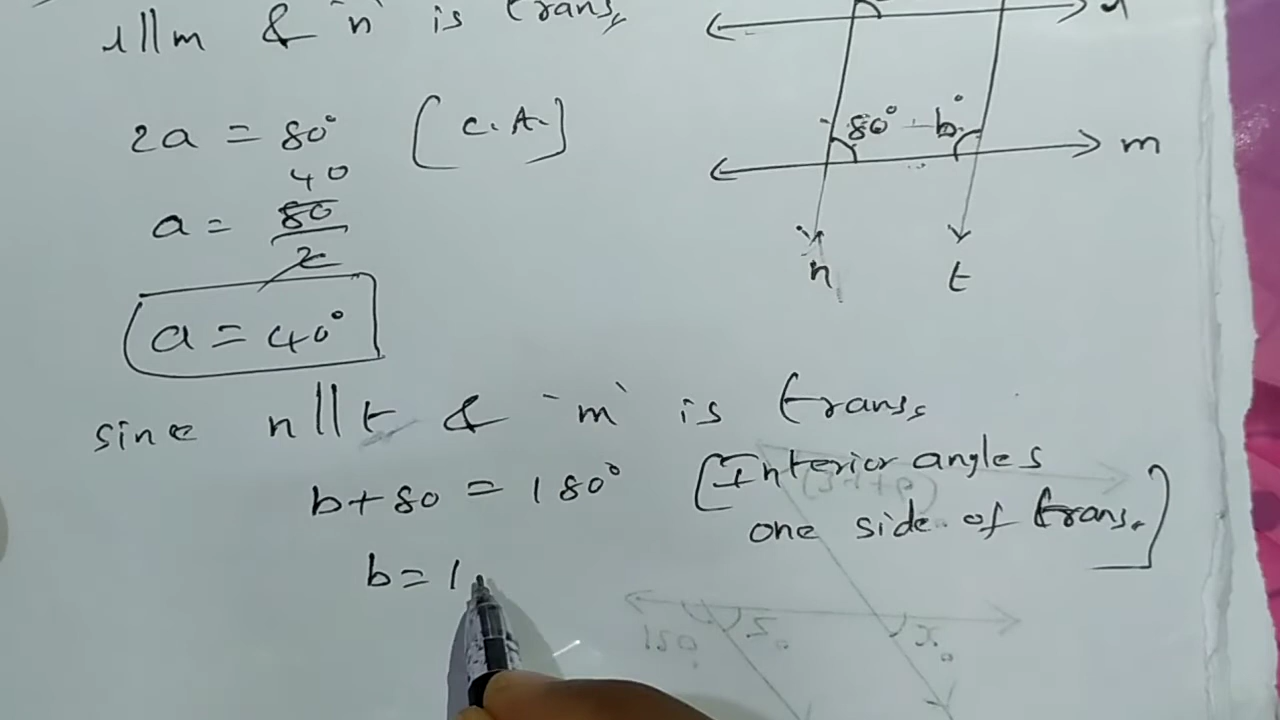 l||m & 'n' is trans,
2a = 80° [C.A.]
40
a = 80/2
a = 40°
80° b°
m
n t
sine n||t & 'm' is trans,
b+80 = 180° [Interior angles
one side of trans.]
b = 1